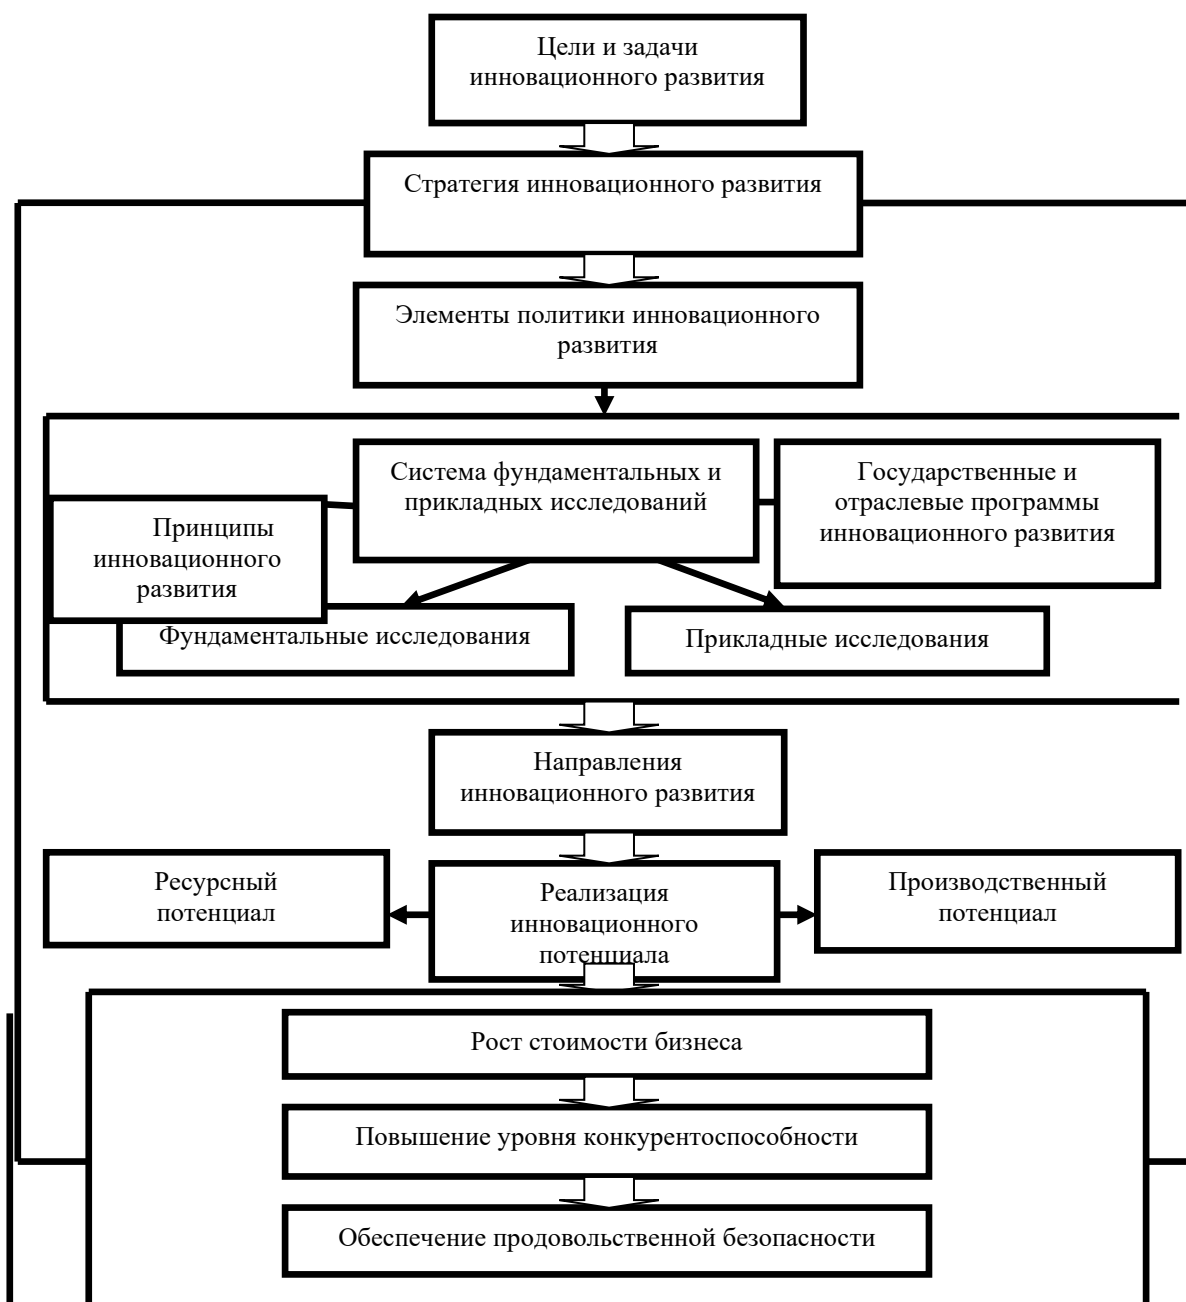 Цели и задачи
инновационного развития
Стратегия инновационного развития
Элементы политики инновационного
развития
Система фундаментальных и
прикладных исследований
Государственные и
отраслевые программы
инновационного развития
Принципы
инновационного
развития
Фундаментальные исследования
Прикладные исследования
Направления
инновационного развития
Ресурсный
потенциал
Реализация
инновационного
потенциала
Производственный
потенциал
Рост стоимости бизнеса
Повышение уровня конкурентоспособности
Обеспечение продовольственной безопасности